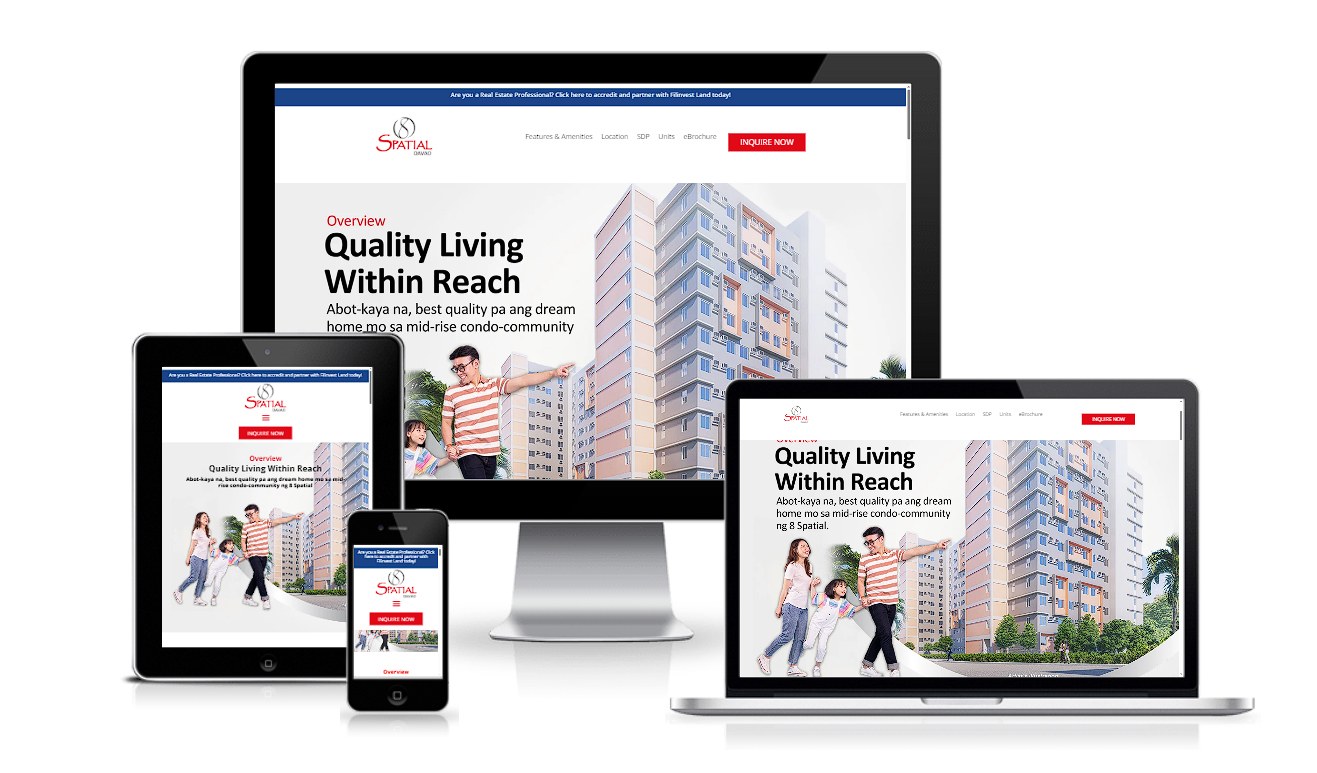 Are you a Real Estate Professional? Click here to accredit and partner with Filinvest Land today!
8
SPATIAL
DAVAO
Features & Amenities Location SDP Units eBrochure
INQUIRE NOW
Overview
Quality Living
Within Reach
Abot-kaya na, best quality pa ang dream
home mo sa mid-rise condo-community
Are you a Real Estate Professional? Click here to accredit and partner with Filinvest Land today!
8
SPATIAL
DAVAO
INQUIRE NOW
Overview
Quality Living Within Reach
Abot-kaya na, best quality pa ang dream home mo sa mid-
rise condo-community ng 8 Spatial
Are you a Real Estate Professional? Click
here to accredit and partner with
Filinvest Land today!
8
SPATIAL
DAVAO
INQUIRE NOW
Overview
8
SPATIAL
DAVAO
Features & Amenities Location SDP Units eBrochure
INQUIRE NOW
Overview
Quality Living
Within Reach
Abot-kaya na, best quality pa ang dream
home mo sa mid-rise condo-community
ng 8 Spatial.